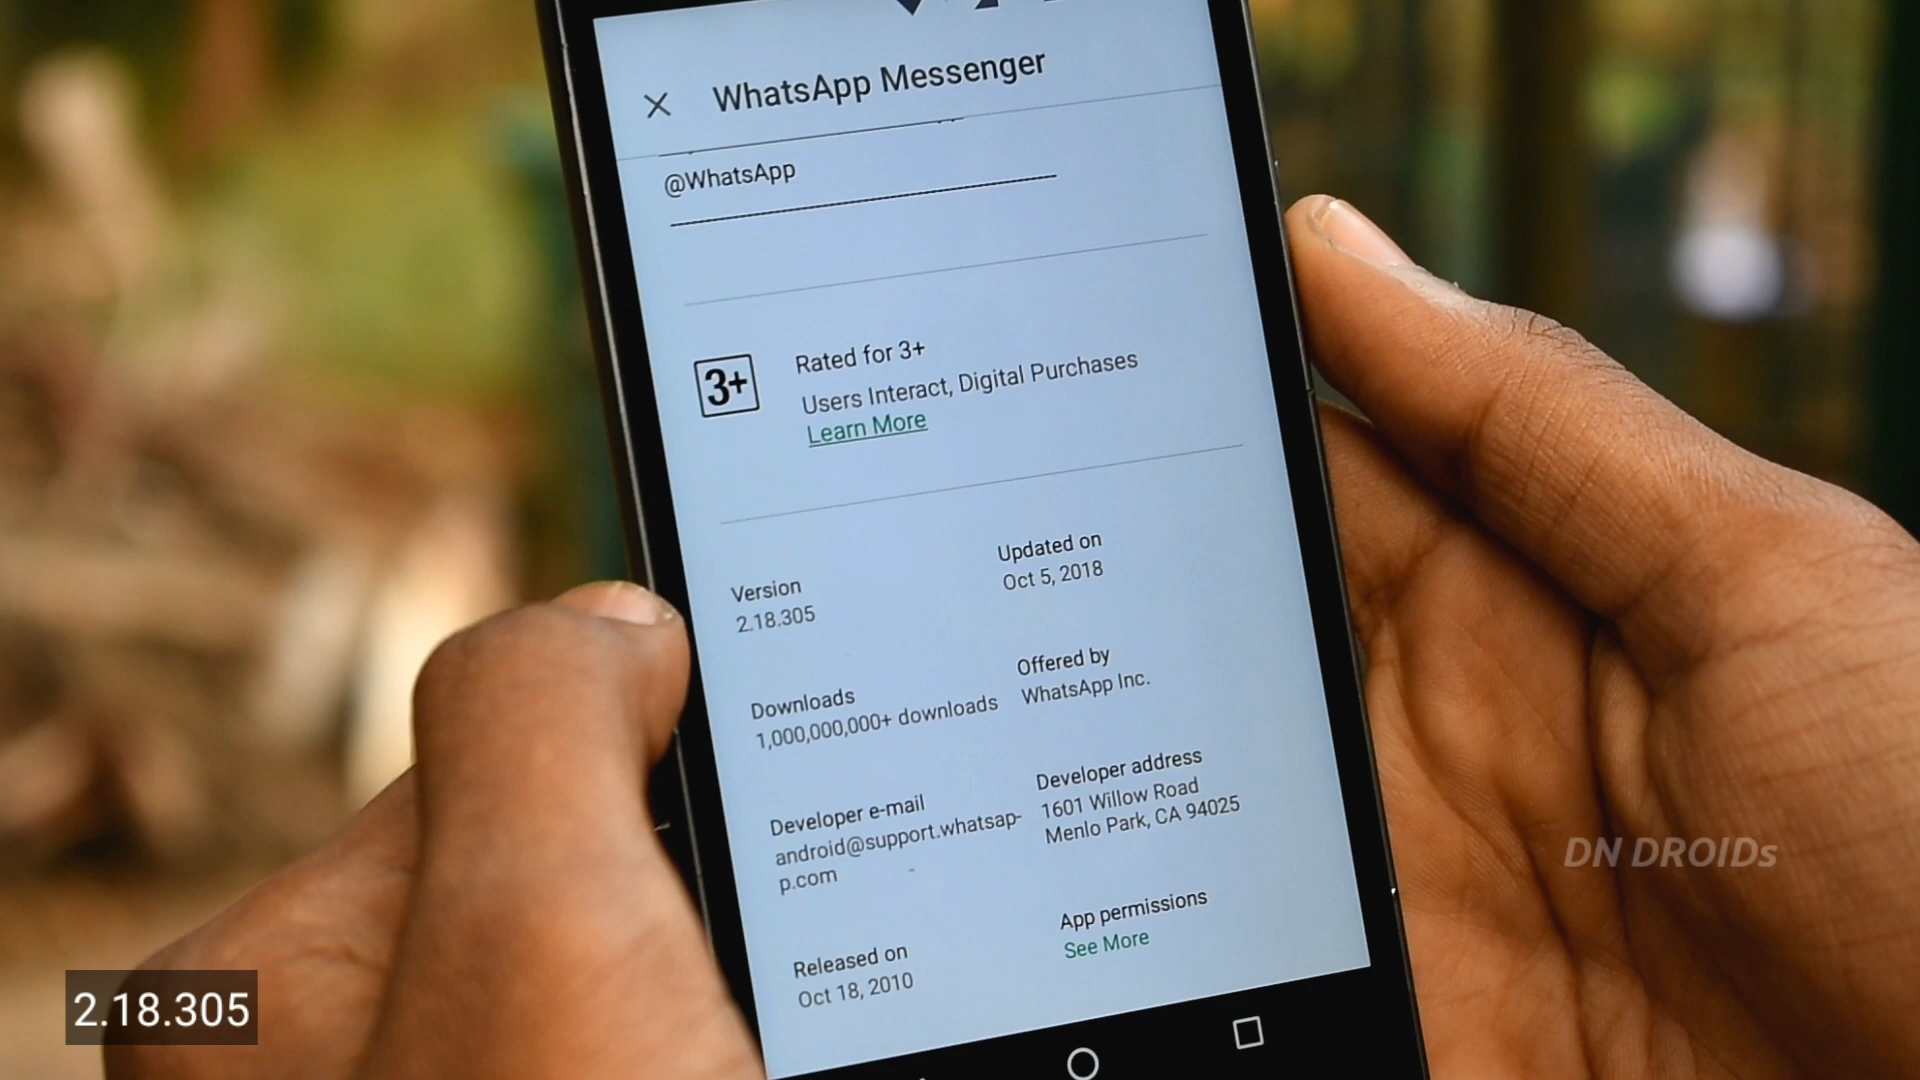 WhatsApp Messenger
@WhatsApp
3+
Rated for 3+
Users Interact, Digital Purchases
Learn More
Version
2.18.305
Updated on
Oct 5, 2018
Downloads
1,000,000,000+ downloads
Offered by
WhatsApp Inc.
Developer e-mail
android@support.whatsap-
p.com
Developer address
1601 Willow Road
Menlo Park, CA 94025
Released on
Oct 18, 2010
App permissions
See More
DN DROIDs
2.18.305